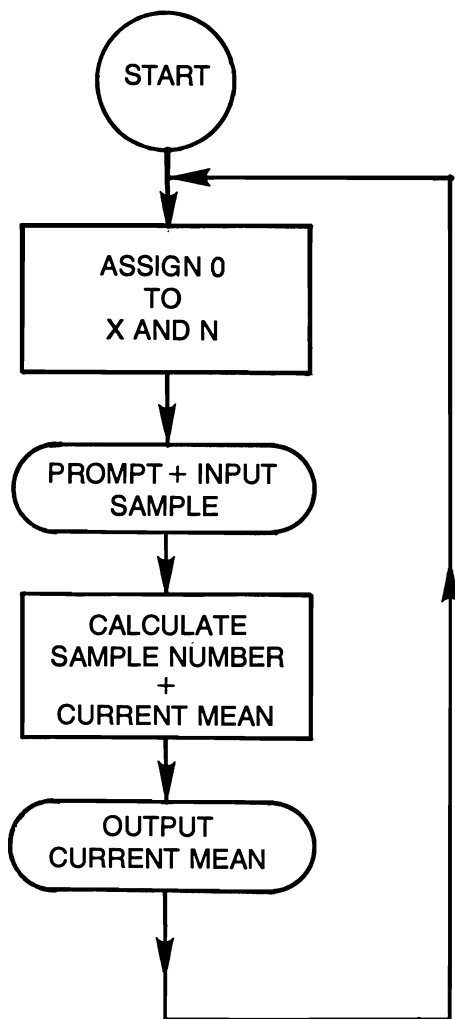 START
ASSIGN 0
TO
X AND N
PROMPT + INPUT
SAMPLE
CALCULATE
SAMPLE NUMBER
+
CURRENT MEAN
OUTPUT
CURRENT MEAN